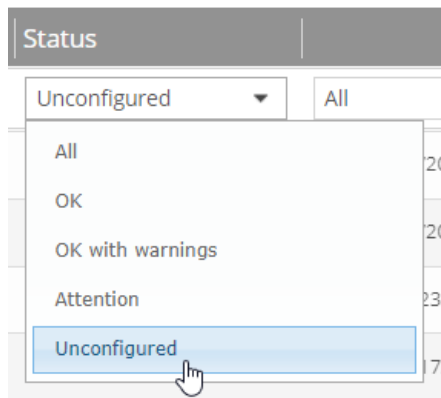 Status
Unconfigured
All
All
OK
OK with warnings
Attention
Unconfigured